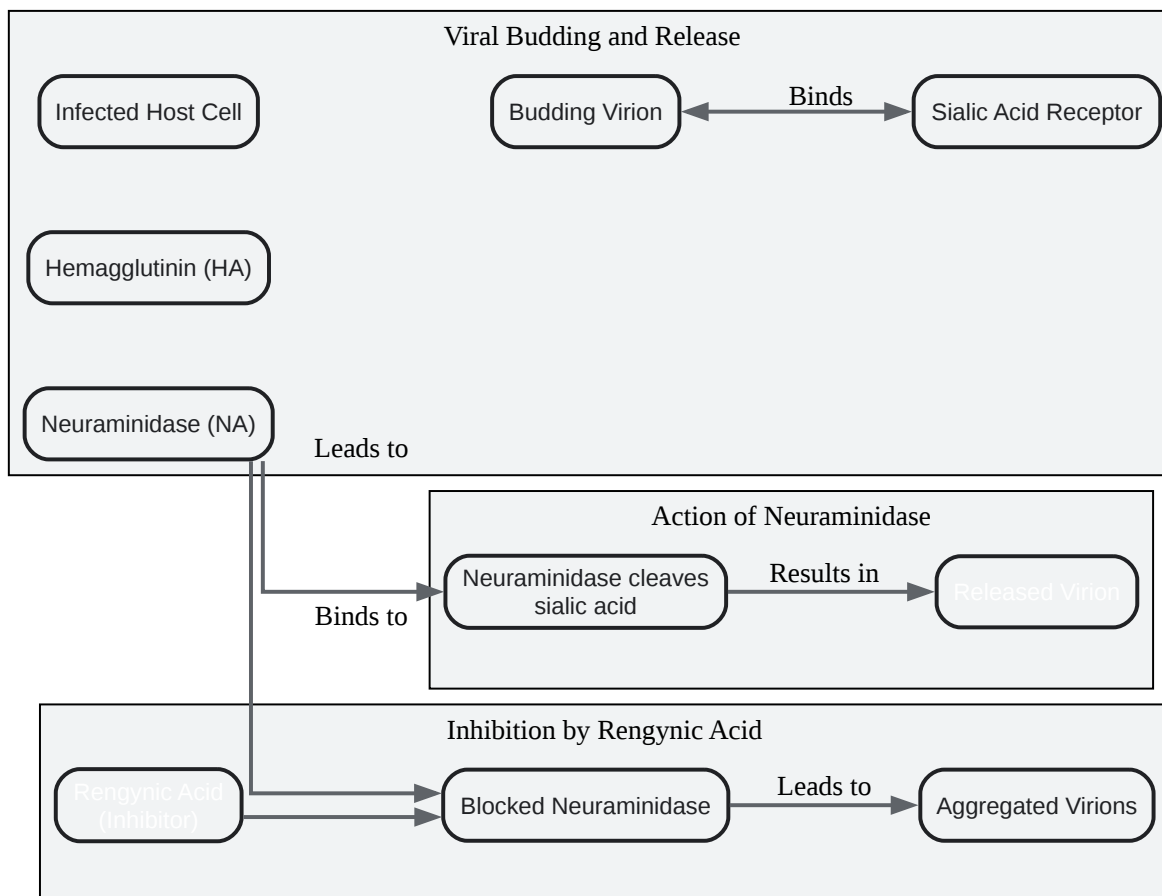 Viral Budding and Release
Infected Host Cell
Budding Virion
Binds
Sialic Acid Receptor
Hemagglutinin (HA)
Neuraminidase (NA)
Leads to
Action of Neuraminidase
Neuraminidase cleaves
sialic acid
Results in
Released Virion
Binds to
Inhibition by Rengynic Acid
Rengynic Acid
(Inhibitor)
Blocked Neuraminidase
Leads to
Aggregated Virions